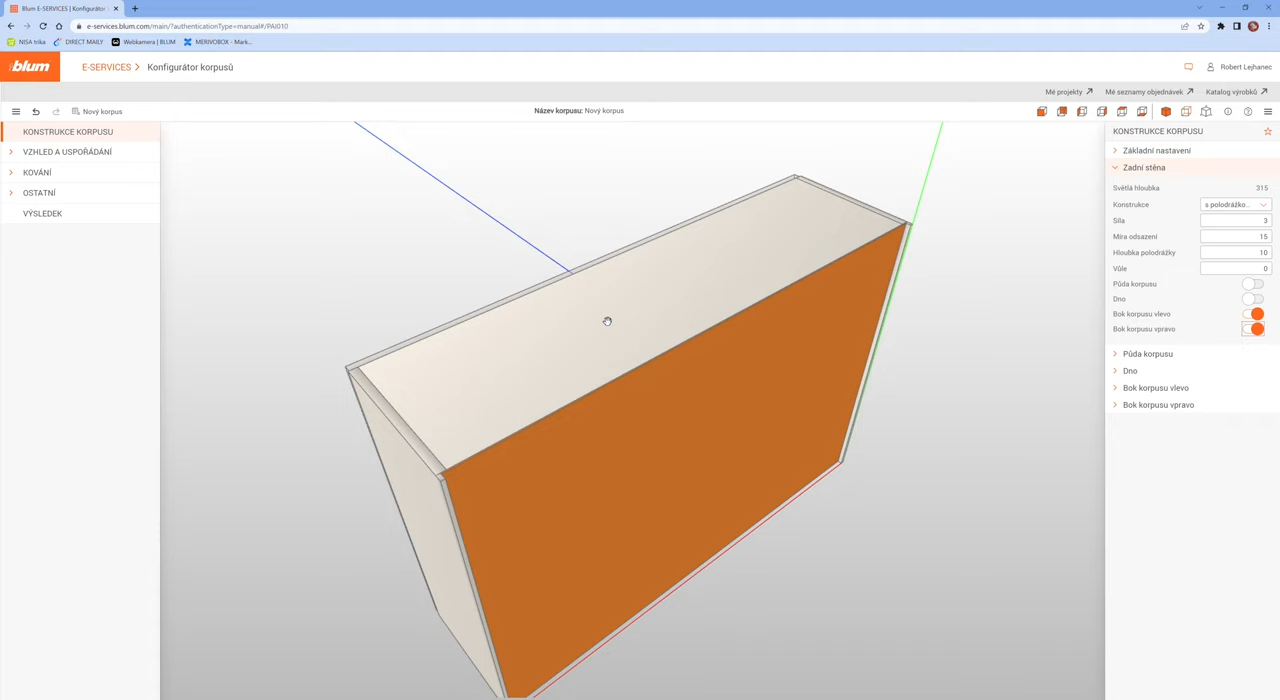 Blum E-SERVICES | Konfigurátor
e-services.blum.com/main/?authenticationType=manual#/PAI010
NISA trika
DIRECT MAILY
Webkamera | BLUM
MERIVOBOX - Mark...
blum
E-SERVICES
Konfigurátor korpusů
Robert Lejhanec
Mé projekty
Mé seznamy objednávek
Katalog výrobků
Nový korpus
Název korpusu: Nový korpus
KONSTRUKCE KORPUSU
VZHLED A USPOŘÁDÁNÍ
KOVÁNÍ
OSTATNÍ
VÝSLEDEK
KONSTRUKCE KORPUSU
Základní nastavení
Zadní stěna
Světlá hloubka 315
Konstrukce s polodrážko...
Síla 3
Míra odsazení 15
Hloubka polodrážky 10
Vůle 0
Půda korpusu
Dno
Bok korpusu vlevo
Bok korpusu vpravo
Půda korpusu
Dno
Bok korpusu vlevo
Bok korpusu vpravo